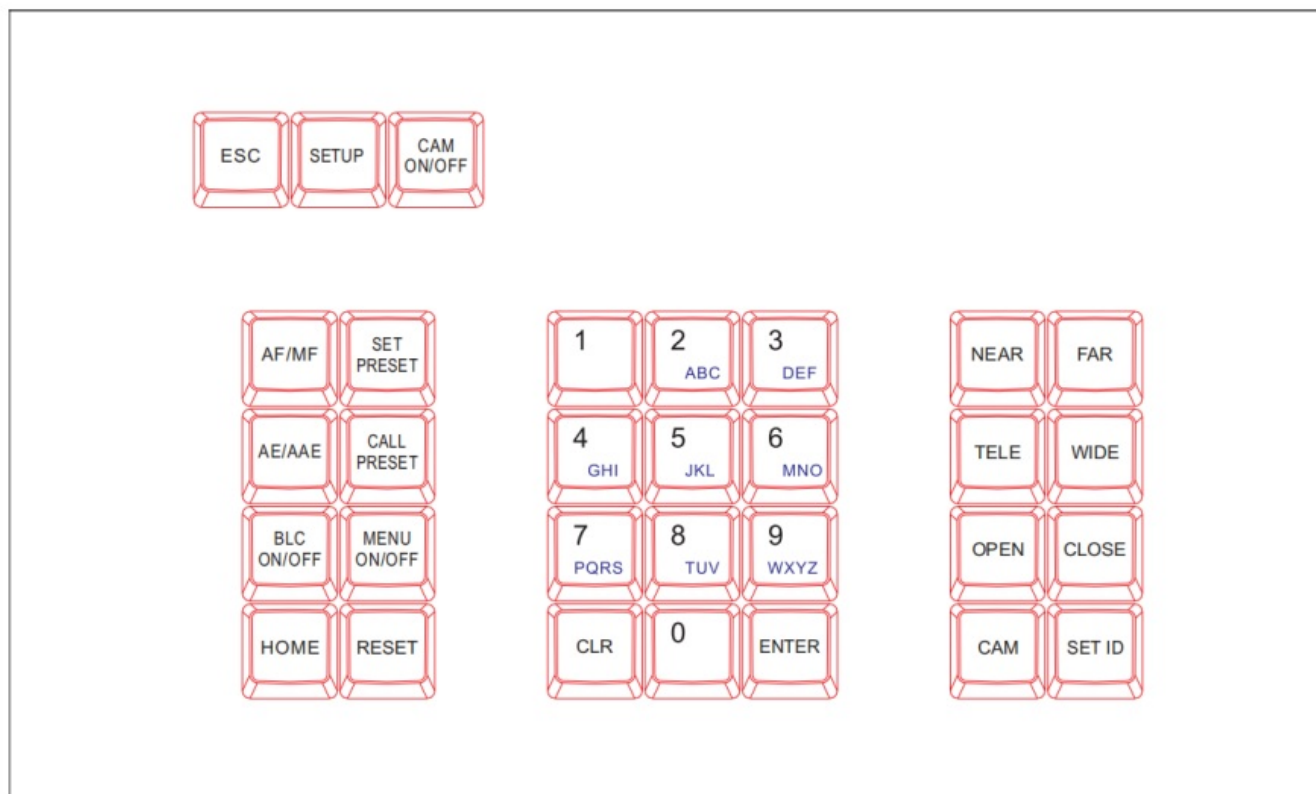 ESC SETUP CAM
ON/OFF
AF/MF SET
PRESET
1 2
ABC 3
DEF
NEAR FAR
AE/AAE CALL
PRESET
4
GHI 5
JKL 6
MNO
TELE WIDE
BLC
ON/OFF MENU
ON/OFF
7
PQRS 8
TUV 9
WXYZ
OPEN CLOSE
HOME RESET
CLR 0 ENTER
CAM SET ID